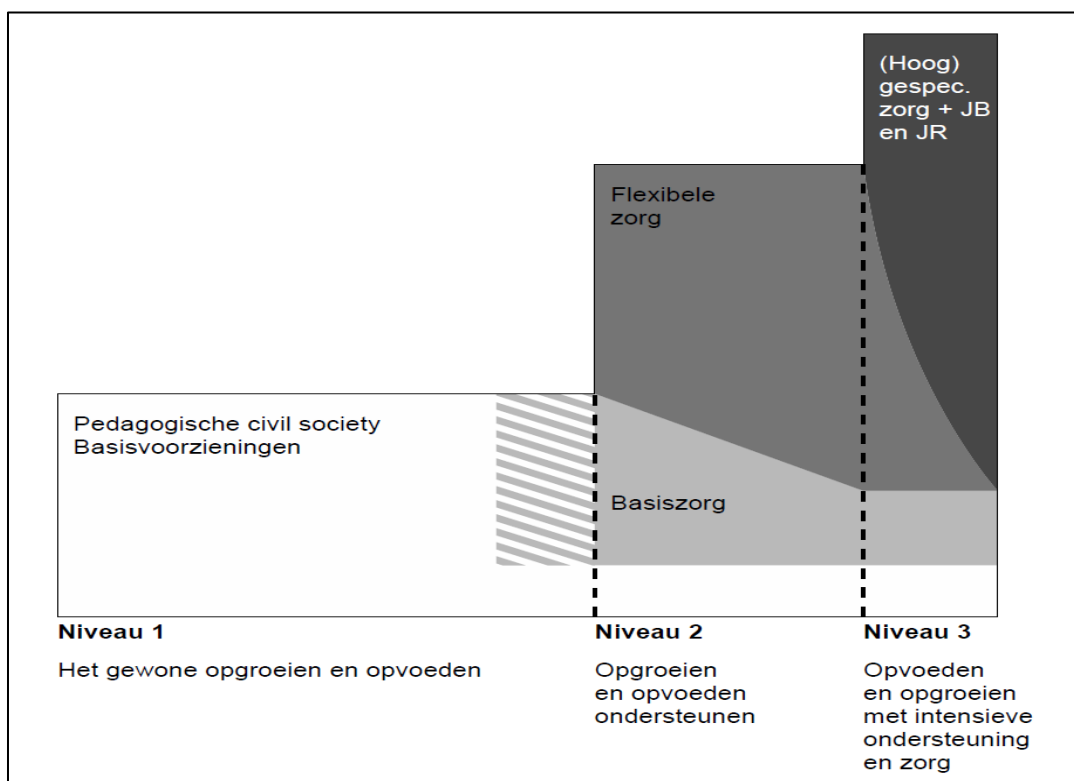 (Hoog)
gespec.
zorg + JB
en JR
Flexibele
zorg
Pedagogische civil society
Basisvoorzieningen
Basiszorg
Niveau 1
Het gewone opgroeien en opvoeden
Niveau 2
Opgroeien
en opvoeden
ondersteunen
Niveau 3
Opvoeden
en opgroeien
met intensieve
ondersteuning
en zorg